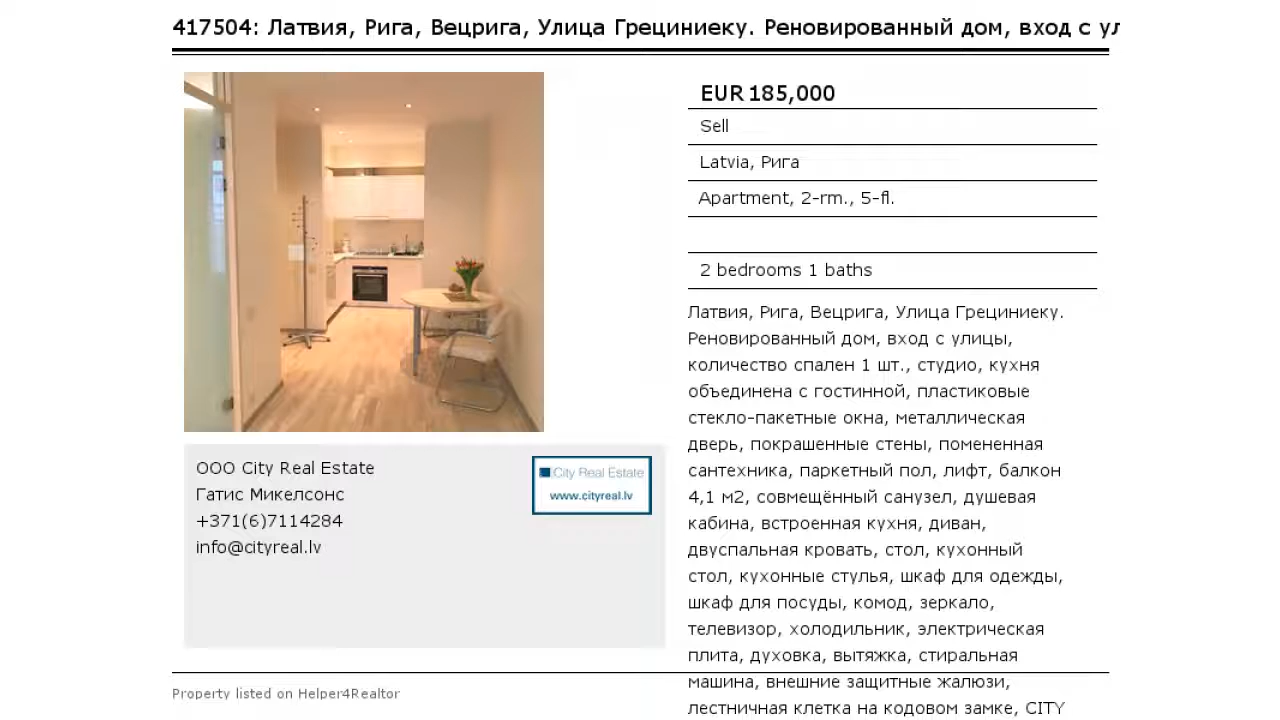 417504: Латвия, Рига, Вецрига, Улица Грециниеку. Реновированный дом, вход с ул
EUR 185,000
Sell
Latvia, Рига
Apartment, 2-rm., 5-fl.
2 bedrooms 1 baths
Латвия, Рига, Вецрига, Улица Грециниеку.
Реновированный дом, вход с улицы,
количество спален 1 шт., студио, кухня
объединена с гостинной, пластиковые
стекло-пакетные окна, металлическая
дверь, покрашенные стены, помененная
сантехника, паркетный пол, лифт, балкон
4,1 м2, совмещённый санузел, душевая
кабина, встроенная кухня, диван,
двуспальная кровать, стол, кухонный
стол, кухонные стулья, шкаф для одежды,
шкаф для посуды, комод, зеркало,
телевизор, холодильник, электрическая
плита, духовка, вытяжка, стиральная
машина, внешние защитные жалюзи,
лестничная клетка на кодовом замке, CITY
ООО City Real Estate
Гатис Микелсонс
+371(6)7114284
info@cityreal.lv
City Real Estate
www.cityreal.lv
Property listed on Helper4Realtor